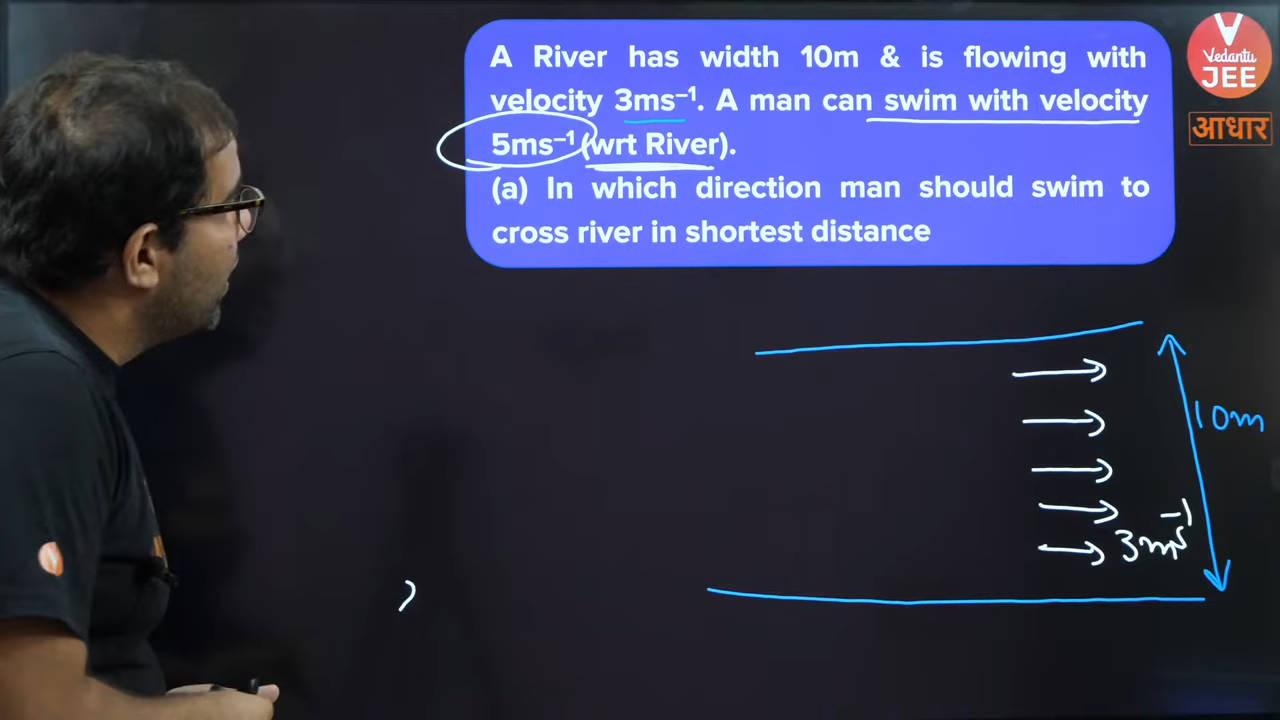 A River has width 10m & is flowing with
velocity 3ms⁻¹. A man can swim with velocity
5ms⁻¹ (wrt River).
(a) In which direction man should swim to
cross river in shortest distance
Vedantu
JEE
आधार
10m
3ms⁻¹